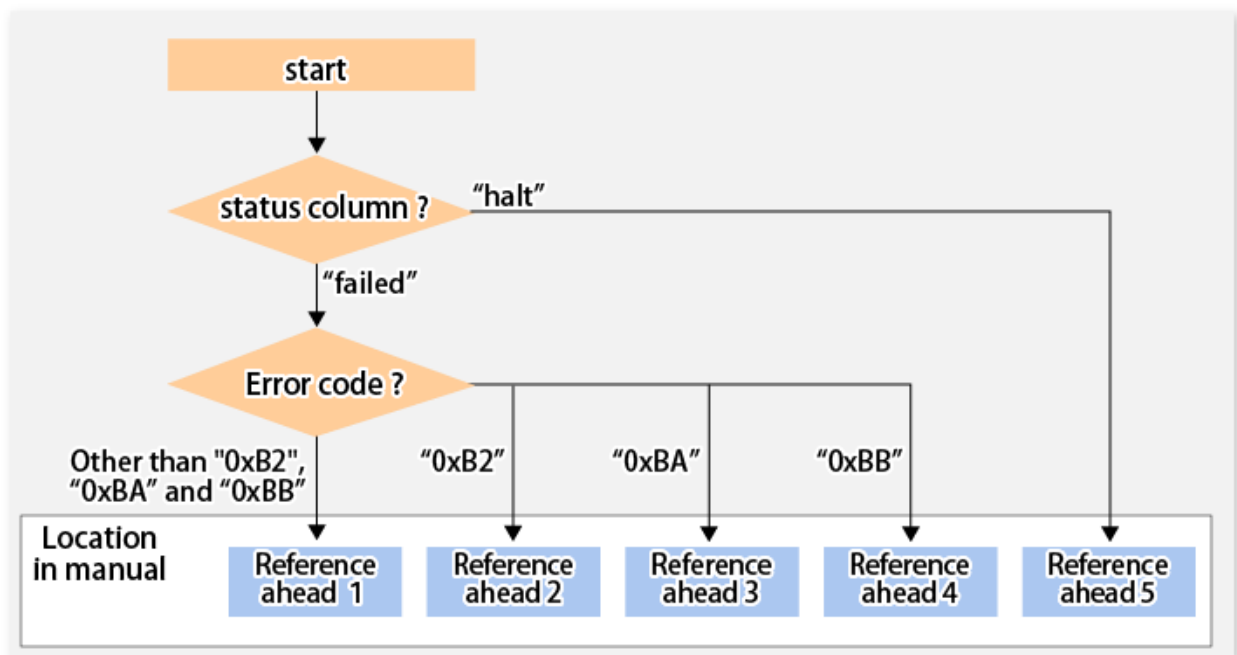 start
status column ?
“halt”
“failed”
Error code ?
Other than "0xB2",
“0xBA” and “0xBB”
“0xB2”
“0xBA”
“0xBB”
Location
in manual
Reference
ahead 1
Reference
ahead 2
Reference
ahead 3
Reference
ahead 4
Reference
ahead 5